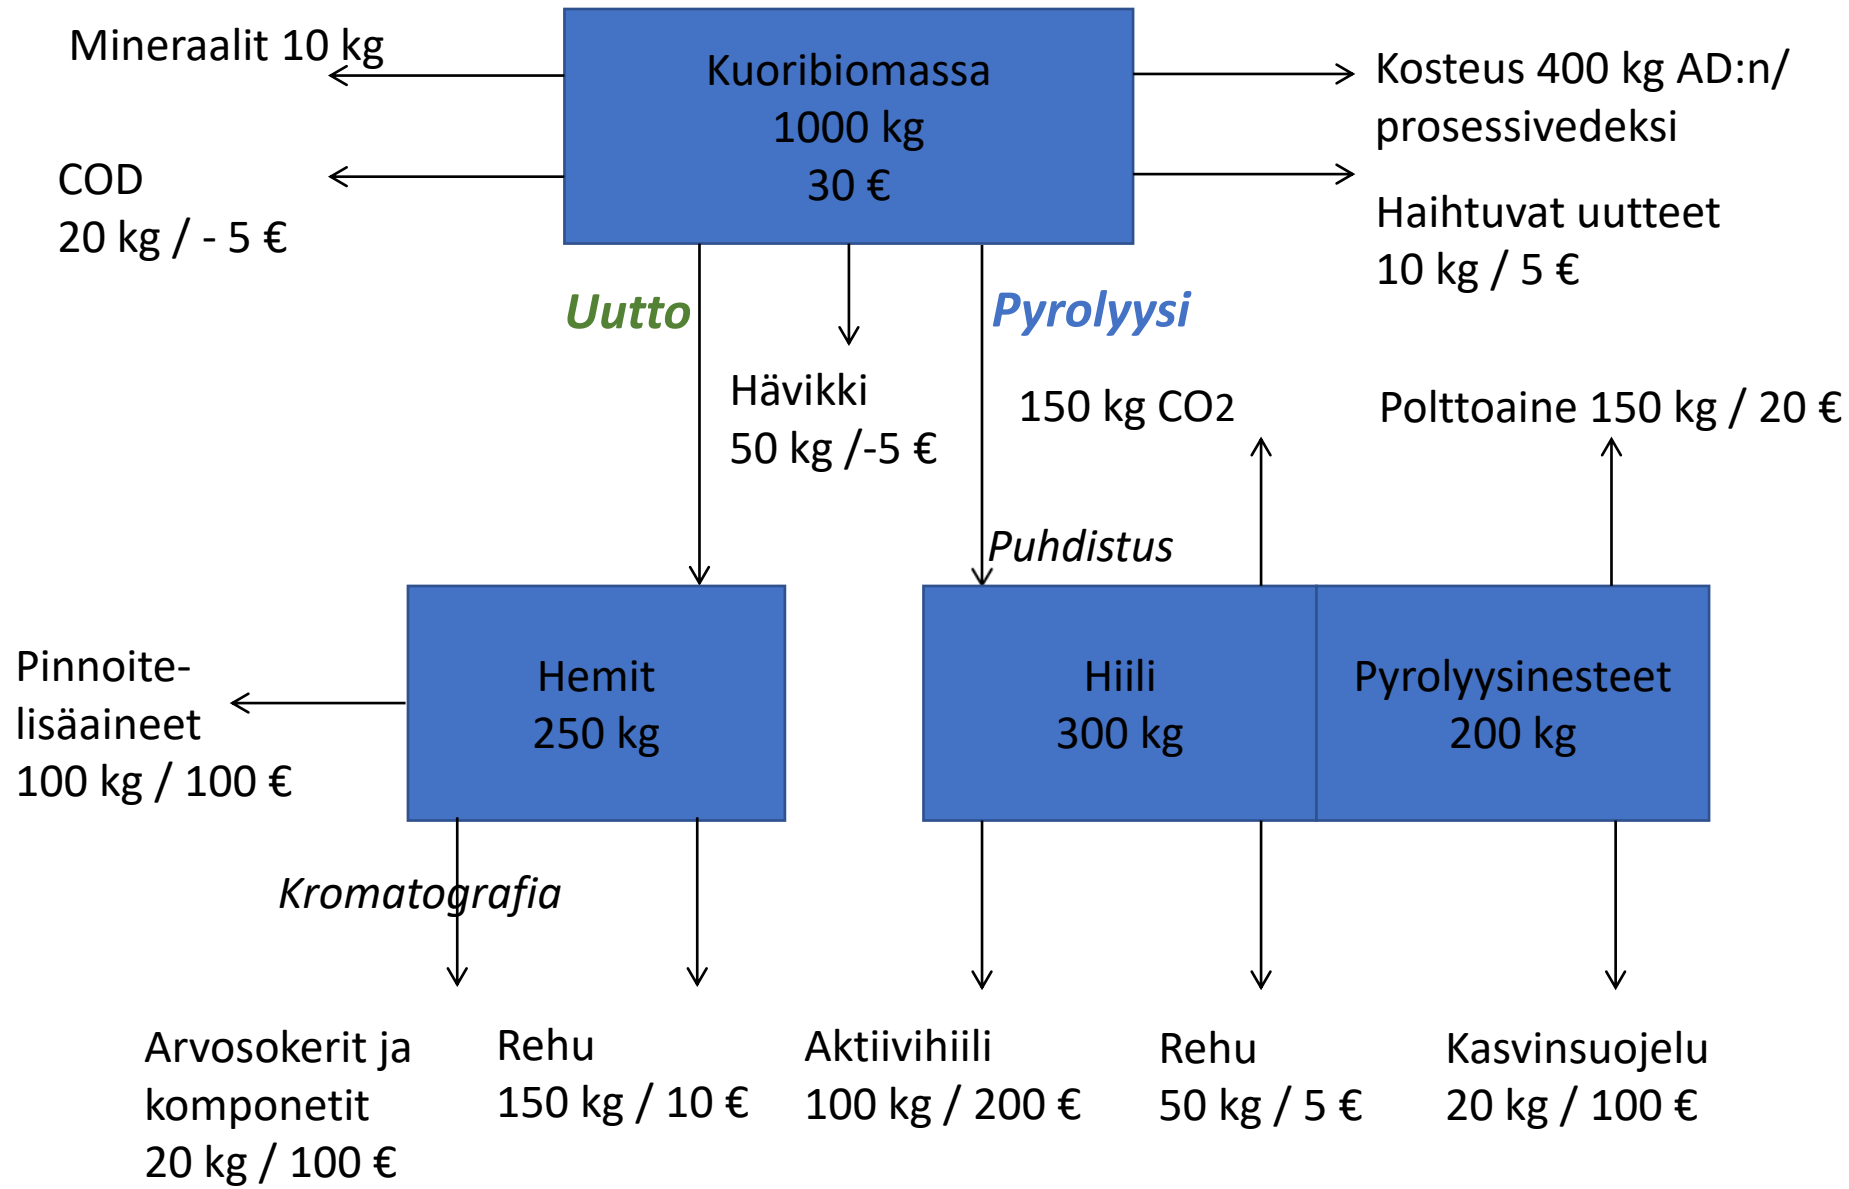 Mineraalit 10 kg
COD
20 kg / - 5 €
Kuoribiomassa
1000 kg
30 €
Kosteus 400 kg AD:n/
prosessivedeksi
Haihtuvat uutteet
10 kg / 5 €
Uutto
Pyrolyysi
Hävikki
50 kg /-5 €
150 kg CO2
Polttoaine 150 kg / 20 €
Puhdistus
Pinnoite-
lisäaineet
100 kg / 100 €
Hemit
250 kg
Hiili
300 kg
Pyrolyysinesteet
200 kg
Kromatografia
Arvosokerit ja
komponetit
20 kg / 100 €
Rehu
150 kg / 10 €
Aktiivihiili
100 kg / 200 €
Rehu
50 kg / 5 €
Kasvinsuojelu
20 kg / 100 €